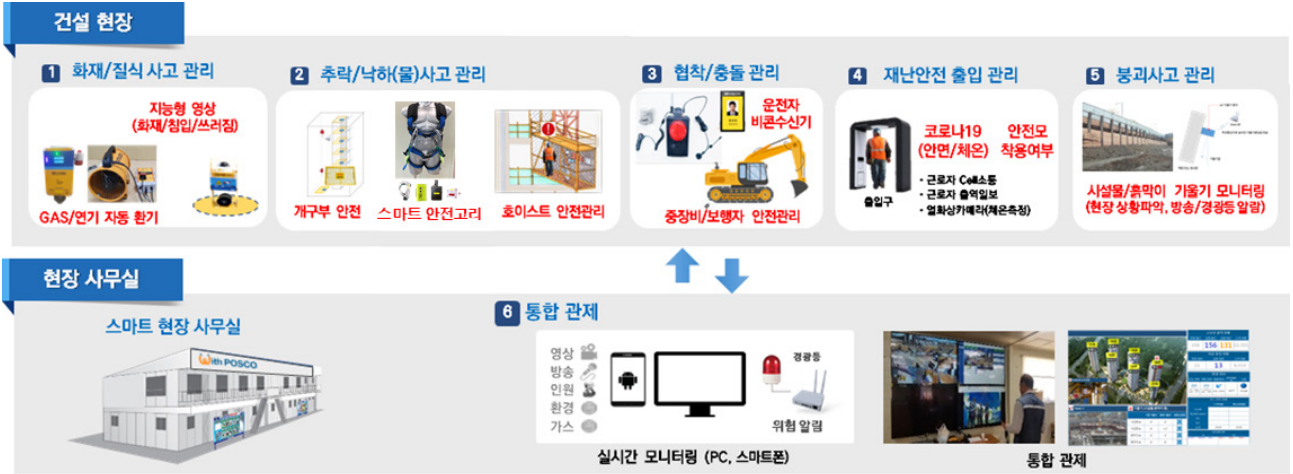 건설 현장
1 화재/질식 사고 관리
지능형 영상
(화재/침입/쓰러짐)
GAS/연기 자동 환기
2 추락/낙하(물)사고 관리
개구부 안전
스마트 안전고리
호이스트 안전관리
3 협착/충돌 관리
운전자
비콘수신기
중장비/보행자 안전관리
4 재난안전 출입 관리
코로나19
(안면/체온)
안전모
착용여부
• 근로자 Call소통
• 근로자 출역일보
• 열화상카메라(체온측정)
출입구
5 붕괴사고 관리
시설물/흙막이 기울기 모니터링
(현장 상황파악, 방송/경광등 알람)
현장 사무실
스마트 현장 사무실
With POSCO
6 통합 관제
영상
방송
인원
환경
가스
경광등
위험 알림
실시간 모니터링 (PC, 스마트폰)
156 131
13
통합 관제